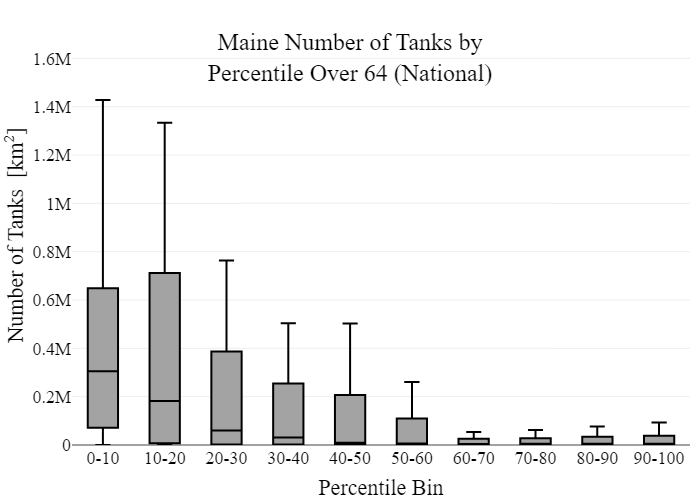 Maine Number of Tanks by
Percentile Over 64 (National)
Number of Tanks [km²]
1.6M
1.4M
1.2M
1M
0.8M
0.6M
0.4M
0.2M
0
0-10 10-20 20-30 30-40 40-50 50-60 60-70 70-80 80-90 90-100
Percentile Bin